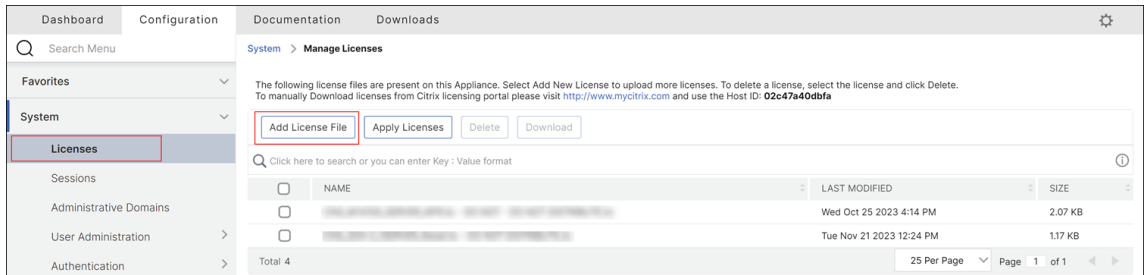 Dashboard Configuration Documentation Downloads
Search Menu
System > Manage Licenses
Favorites
The following license files are present on this Appliance. Select Add New License to upload more licenses. To delete a license, select the license and click Delete.
To manually Download licenses from Citrix licensing portal please visit http://www.mycitrix.com and use the Host ID: 02c47a40dbfa
System
Add License File Apply Licenses Delete Download
Licenses
Click here to search or you can enter Key : Value format
Sessions
NAME LAST MODIFIED SIZE
Administrative Domains
Wed Oct 25 2023 4:14 PM 2.07 KB
User Administration
Tue Nov 21 2023 12:24 PM 1.17 KB
Authentication
Total 4 25 Per Page Page 1 of 1